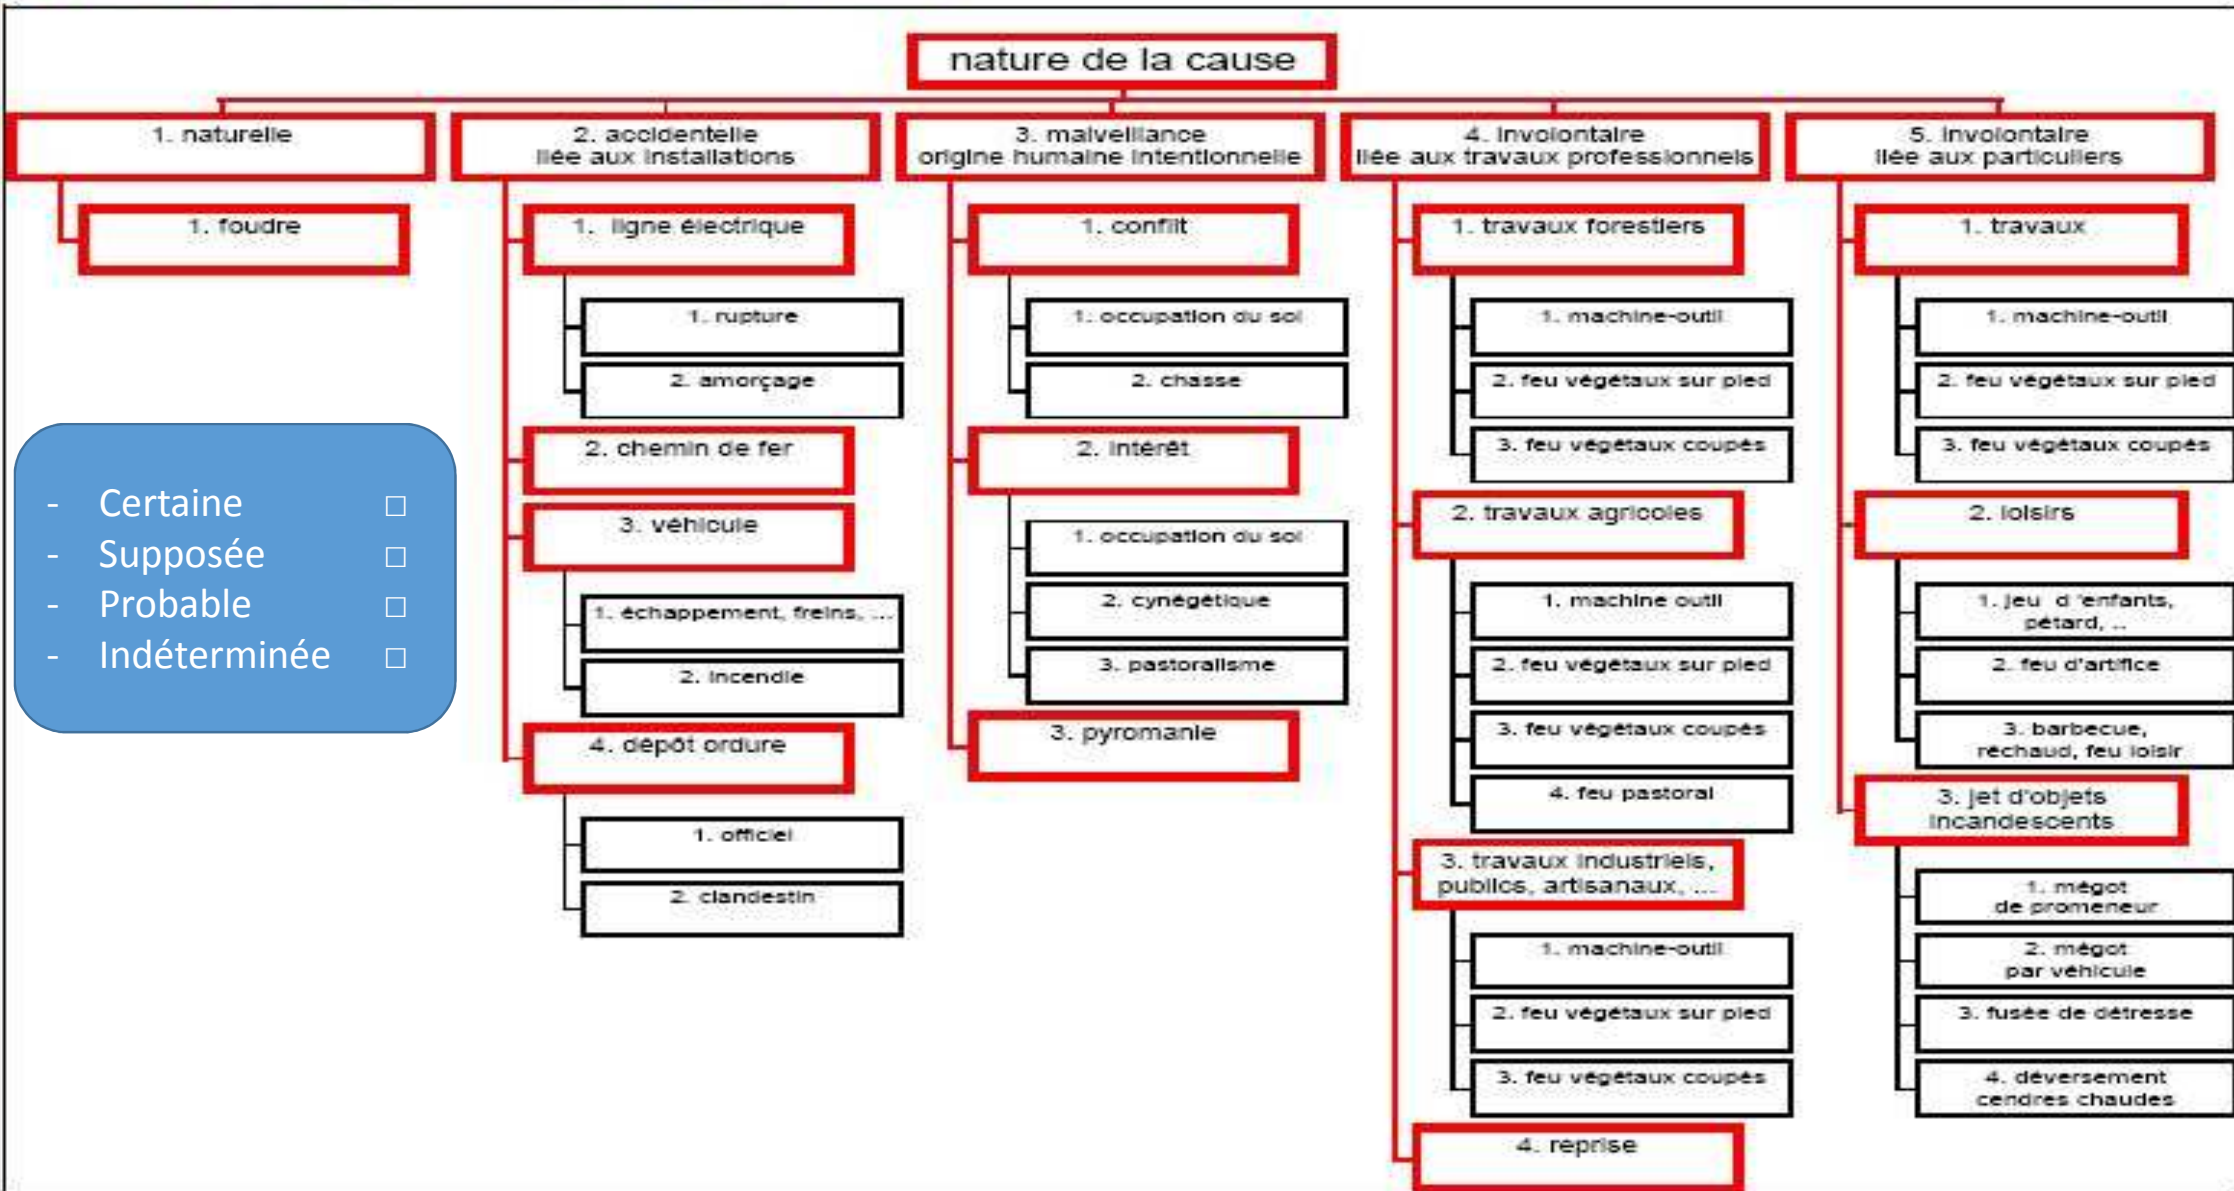 nature de la cause
1. naturelle
1. foudre
2. accidentelle
liée aux installations
1. ligne électrique
1. rupture
2. amorçage
2. chemin de fer
3. véhicule
1. échappement, freins, ...
2. incendie
4. dépôt ordure
1. officiel
2. clandestin
3. malveillance
origine humaine intentionnelle
1. conflit
1. occupation du sol
2. chasse
2. intérêt
1. occupation du sol
2. cynégétique
3. pastoralisme
3. pyromanie
4. involontaire
liée aux travaux professionnels
1. travaux forestiers
1. machine-outil
2. feu végétaux sur pied
3. feu végétaux coupés
2. travaux agricoles
1. machine outil
2. feu végétaux sur pied
3. feu végétaux coupés
4. feu pastoral
3. travaux industriels,
publics, artisanaux, ...
1. machine-outil
2. feu végétaux sur pied
3. feu végétaux coupés
4. reprise
5. involontaire
liée aux particuliers
1. travaux
1. machine-outil
2. feu végétaux sur pied
3. feu végétaux coupés
2. loisirs
1. jeu d 'enfants,
pétard, ..
2. feu d'artifice
3. barbecue,
réchaud, feu loisir
3. jet d'objets
incandescents
1. mégot
de promeneur
2. mégot
par véhicule
3. fusée de détresse
4. déversement
cendres chaudes
- Certaine □
- Supposée □
- Probable □
- Indéterminée □